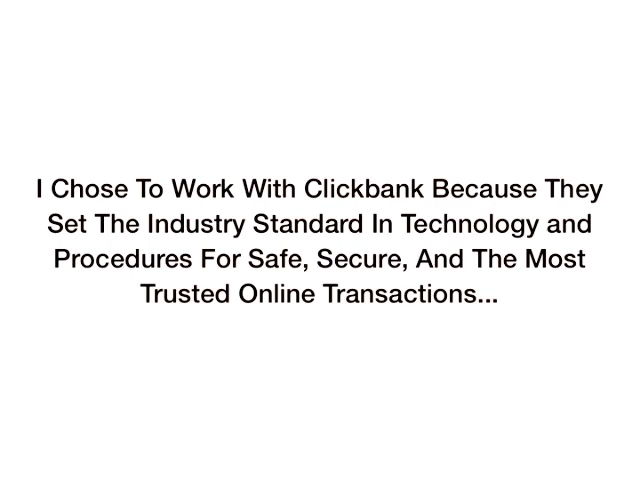 I Chose To Work With Clickbank Because They
Set The Industry Standard In Technology and
Procedures For Safe, Secure, And The Most
Trusted Online Transactions...